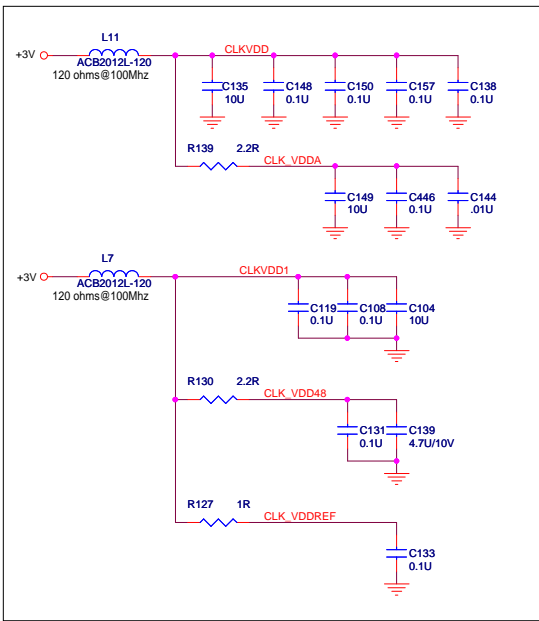 L11
+3V
CLKVDD
ACB2012L-120
120 ohms@100Mhz
C135
10U
C148
0.1U
C150
0.1U
C157
0.1U
C138
0.1U
R139
2.2R
CLK_VDDA
C149
10U
C446
0.1U
C144
.01U
L7
+3V
CLKVDD1
ACB2012L-120
120 ohms@100Mhz
C119
0.1U
C108
0.1U
C104
10U
R130
2.2R
CLK_VDD48
C131
0.1U
C139
4.7U/10V
R127
1R
CLK_VDDREF
C133
0.1U